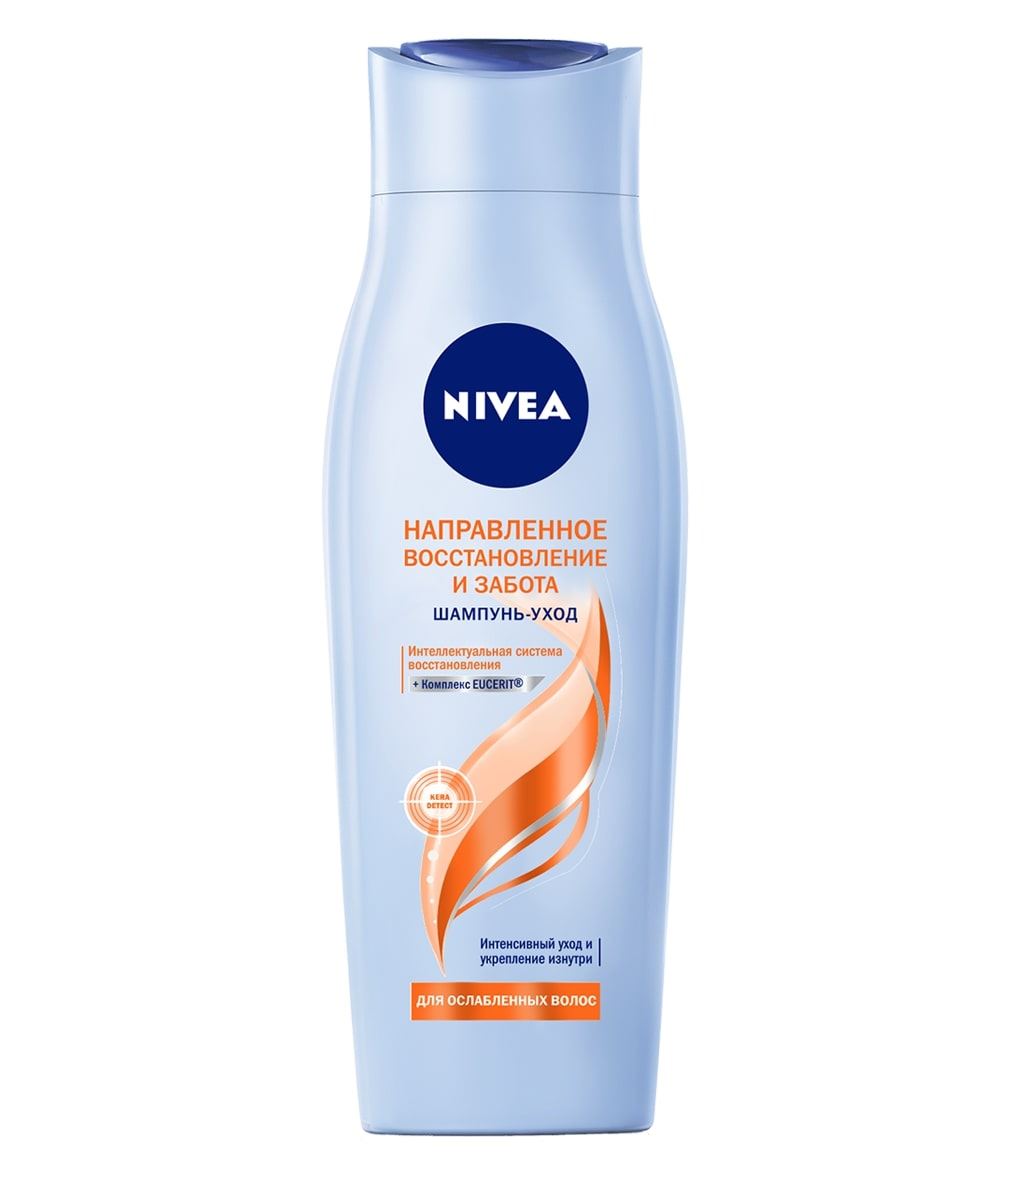 NIVEA
НАПРАВЛЕННОЕ
ВОССТАНОВЛЕНИЕ
И ЗАБОТА
ШАМПУНЬ-УХОД
Интеллектуальная система
восстановления
+ Комплекс EUCERIT®
KERA
DETECT
Интенсивный уход и
укрепление изнутри
ДЛЯ ОСЛАБЛЕННЫХ ВОЛОС